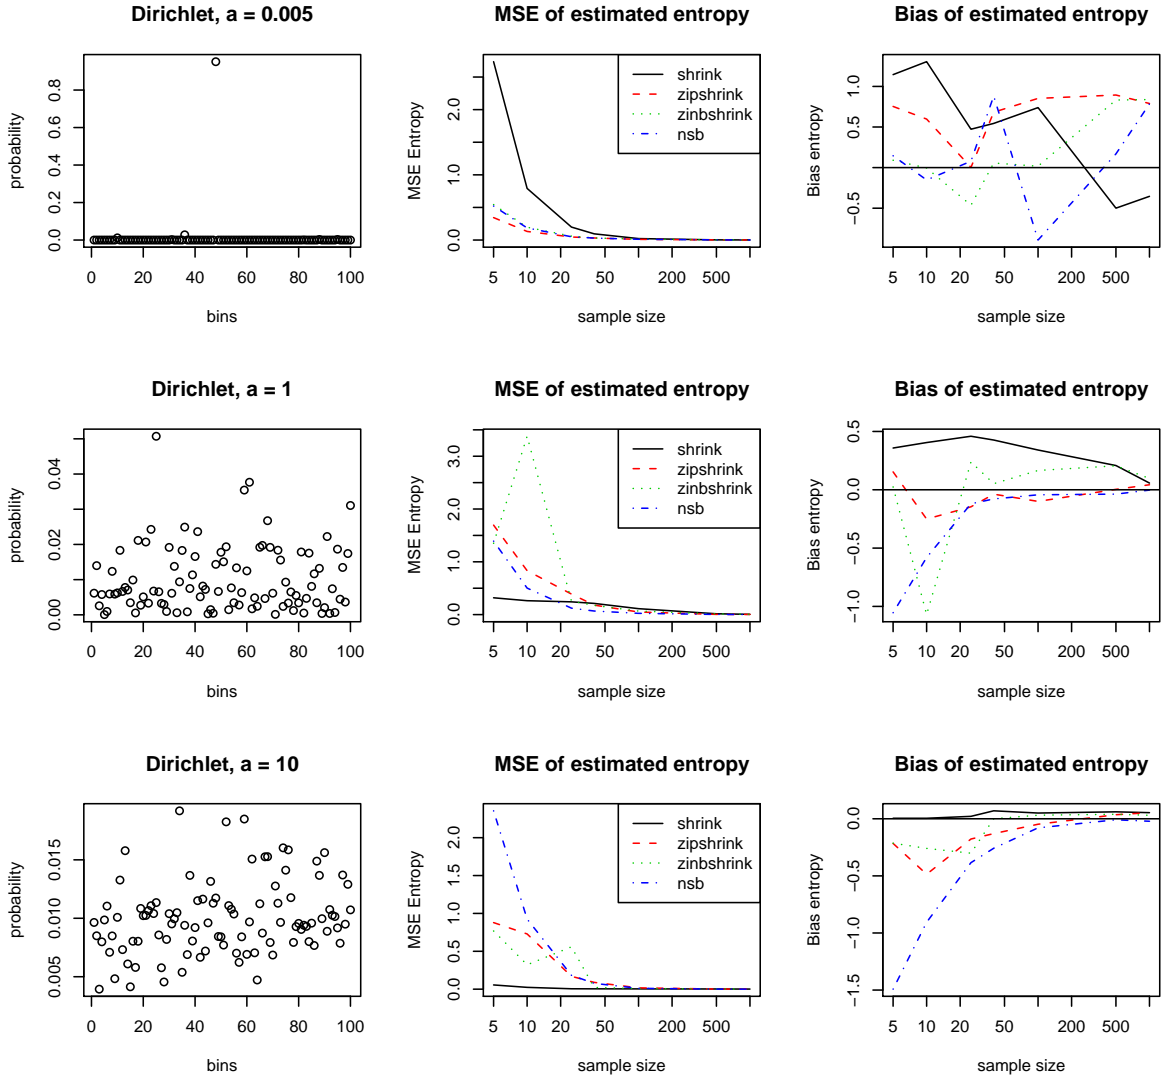 Dirichlet, a = 0.005
probability
0.0 0.2 0.4 0.6 0.8
0 20 40 60 80 100
bins
MSE of estimated entropy
MSE Entropy
0.0 1.0 2.0
5 10 20 50 100 200 500
shrink
zipshrink
zinbshrink
nsb
sample size
Bias of estimated entropy
Bias entropy
-0.5 0.5 1.0
5 10 20 50 200 500
sample size
Dirichlet, a = 1
probability
0.00 0.02 0.04
0 20 40 60 80 100
bins
MSE of estimated entropy
MSE Entropy
0.0 1.0 2.0 3.0
5 10 20 50 100 200 500
shrink
zipshrink
zinbshrink
nsb
sample size
Bias of estimated entropy
Bias entropy
-1.0 -0.5 0.0 0.5
5 10 20 50 200 500
sample size
Dirichlet, a = 10
probability
0.005 0.010 0.015
0 20 40 60 80 100
bins
MSE of estimated entropy
MSE Entropy
0.0 0.5 1.0 1.5 2.0
5 10 20 50 100 200 500
shrink
zipshrink
zinbshrink
nsb
sample size
Bias of estimated entropy
Bias entropy
-1.5 -1.0 -0.5 0.0
5 10 20 50 200 500
sample size